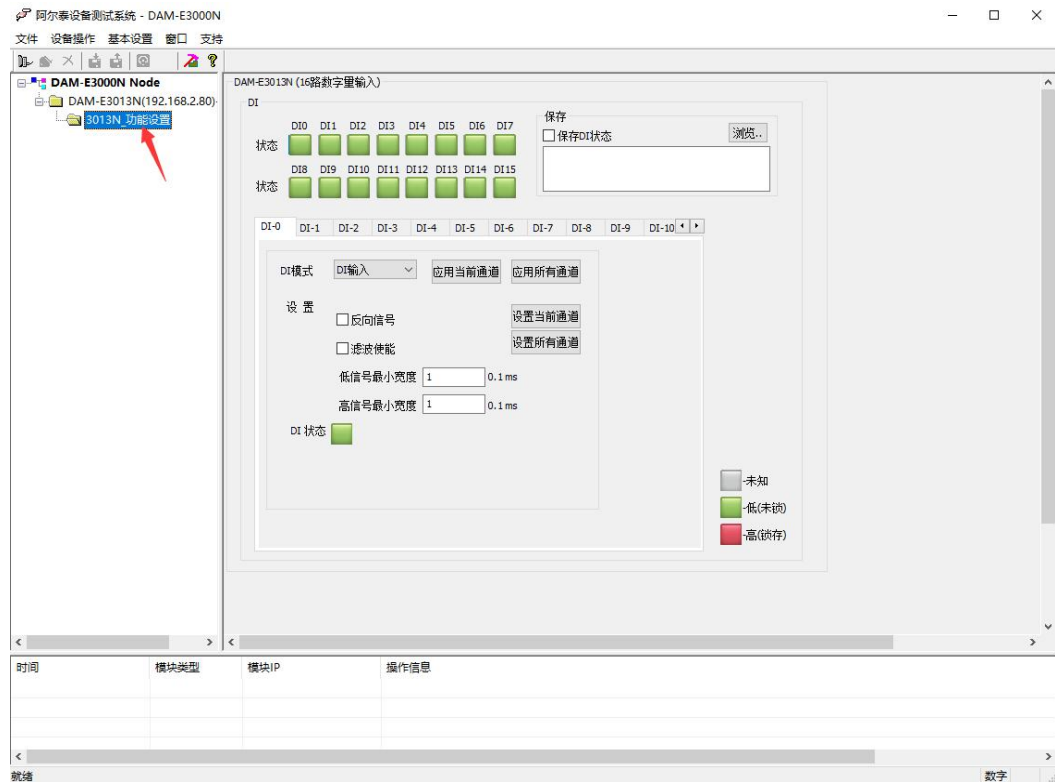 阿尔泰设备测试系统 - DAM-E3000N
文件 设备操作 基本设置 窗口 支持
DAM-E3000N Node
DAM-E3013N(192.168.2.80)-
3013N_功能设置
DAM-E3013N (16路数字里输入)
DI
DI0 DI1 DI2 DI3 DI4 DI5 DI6 DI7
状态
DI8 DI9 DI10 DI11 DI12 DI13 DI14 DI15
状态
保存
保存DI状态
浏览..
DI-0 DI-1 DI-2 DI-3 DI-4 DI-5 DI-6 DI-7 DI-8 DI-9 DI-10
DI模式 DI输入 应用当前通道 应用所有通道
设 置
反向信号 设置当前通道
滤波使能 设置所有通道
低信号最小宽度 1 0.1ms
高信号最小宽度 1 0.1ms
DI 状态
-未知
-低(未锁)
-高(锁存)
时间 模块类型 模块IP 操作信息
就绪 数字